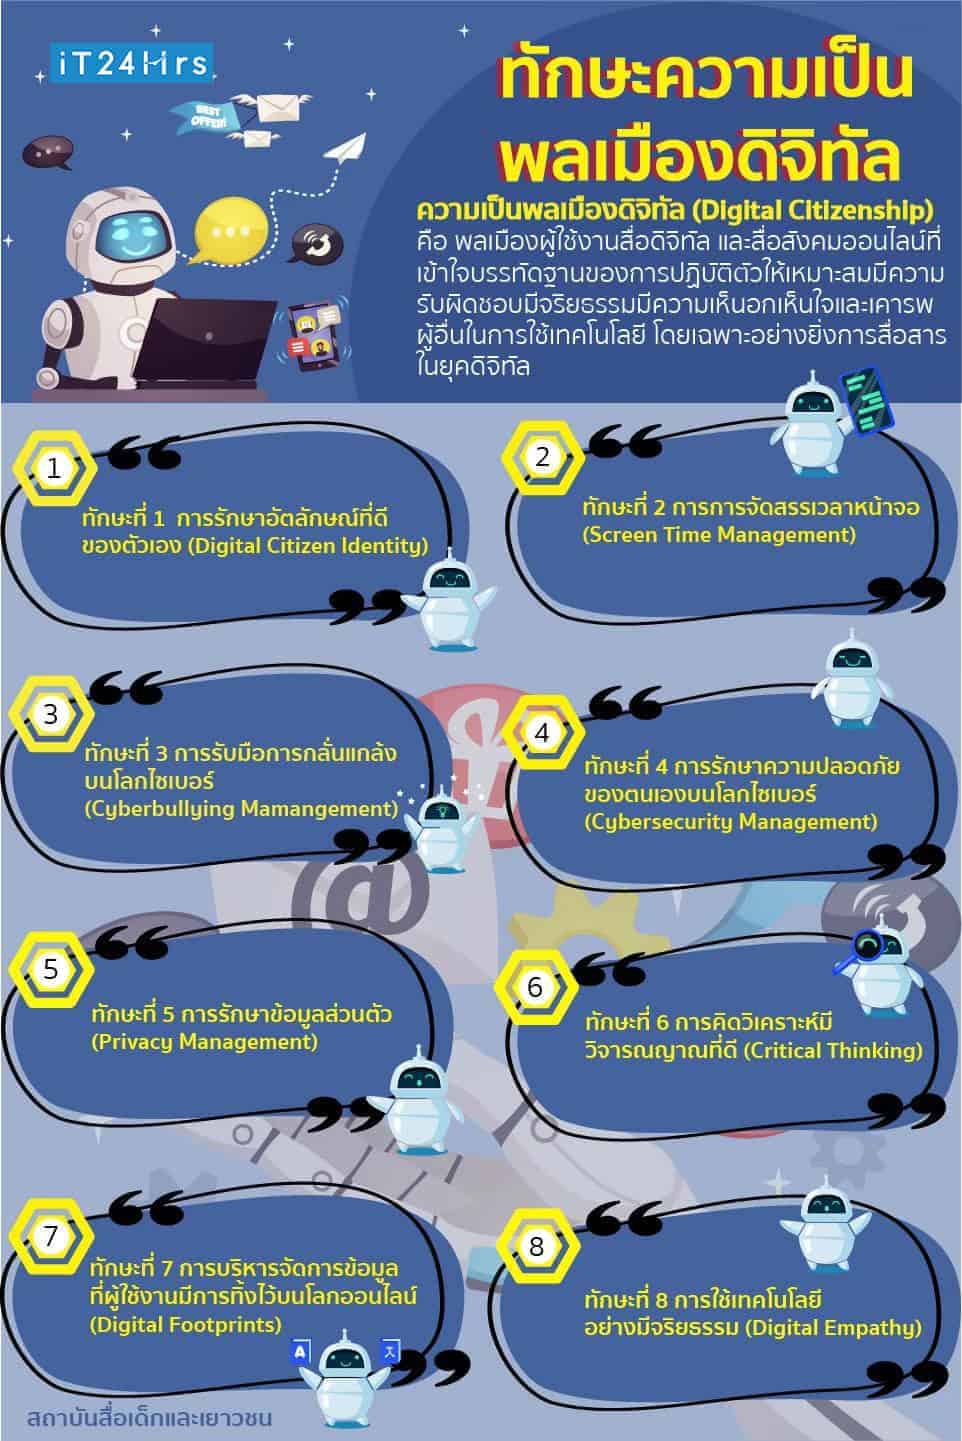 iT24Hrs
BEST
OFFER!
ทักษะความเป็น
พลเมืองดิจิทัล
ความเป็นพลเมืองดิจิทัล (Digital Citizenship)
คือ พลเมืองผู้ใช้งานสื่อดิจิทัล และสื่อสังคมออนไลน์ที่
เข้าใจบรรทัดฐานของการปฏิบัติตัวให้เหมาะสมมีความ
รับผิดชอบมีจริยธรรมมีความเห็นอกเห็นใจและเคารพ
ผู้อื่นในการใช้เทคโนโลยี โดยเฉพาะอย่างยิ่งการสื่อสาร
ในยุคดิจิทัล
1
ทักษะที่ 1 การรักษาอัตลักษณ์ที่ดี
ของตัวเอง (Digital Citizen Identity)
2
ทักษะที่ 2 การการจัดสรรเวลาหน้าจอ
(Screen Time Management)
3
ทักษะที่ 3 การรับมือการกลั่นแกล้ง
บนโลกไซเบอร์
(Cyberbullying Mamangement)
4
ทักษะที่ 4 การรักษาความปลอดภัย
ของตนเองบนโลกไซเบอร์
(Cybersecurity Management)
@
5
ทักษะที่ 5 การรักษาข้อมูลส่วนตัว
(Privacy Management)
6
ทักษะที่ 6 การคิดวิเคราะห์มี
วิจารณญาณที่ดี (Critical Thinking)
7
ทักษะที่ 7 การบริหารจัดการข้อมูล
ที่ผู้ใช้งานมีการทิ้งไว้บนโลกออนไลน์
(Digital Footprints)
A
8
ทักษะที่ 8 การใช้เทคโนโลยี
อย่างมีจริยธรรม (Digital Empathy)
สถาบันสื่อเด็กและเยาวชน